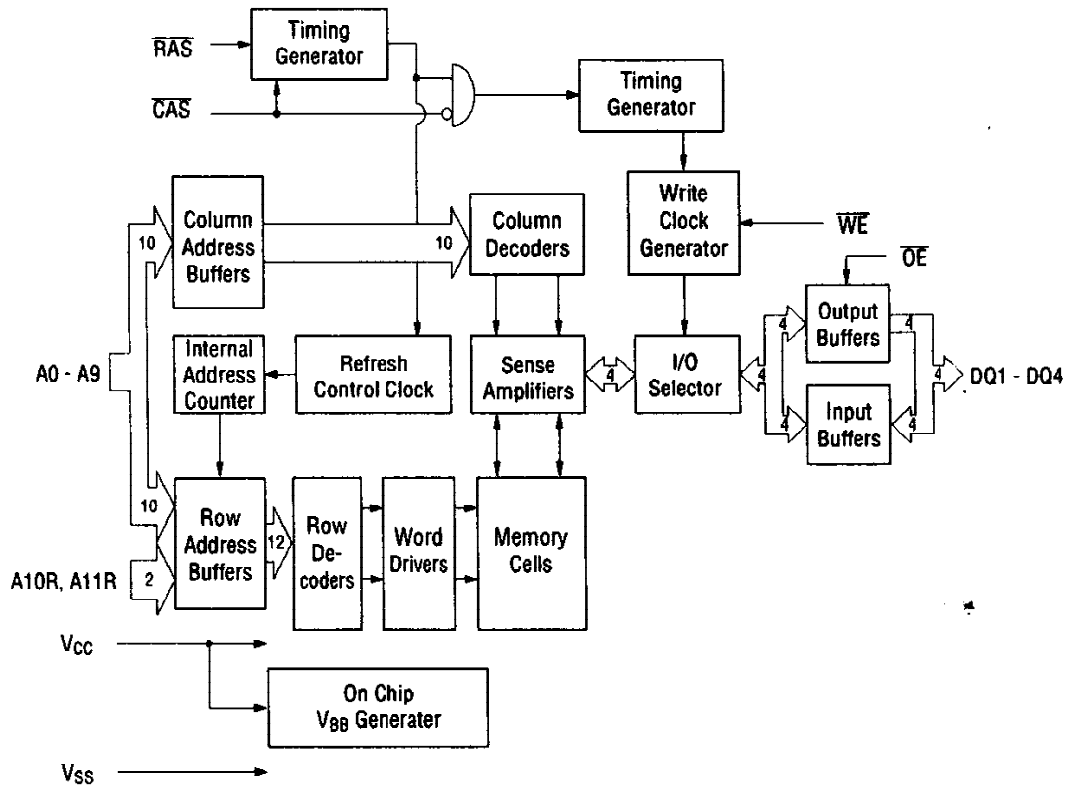 RAS
Timing
Generator
CAS
Timing
Generator
Column
Address
Buffers
10
10
Column
Decoders
Write
Clock
Generator
WE
OE
Output
Buffers
4
4
A0 - A9
Internal
Address
Counter
Refresh
Control Clock
Sense
Amplifiers
4
I/O
Selector
4
4
DQ1 - DQ4
Input
Buffers
4
4
10
Row
Address
Buffers
12
Row
De-
coders
Word
Drivers
Memory
Cells
A10R, A11R
2
VCC
On Chip
VBB Generater
VSS